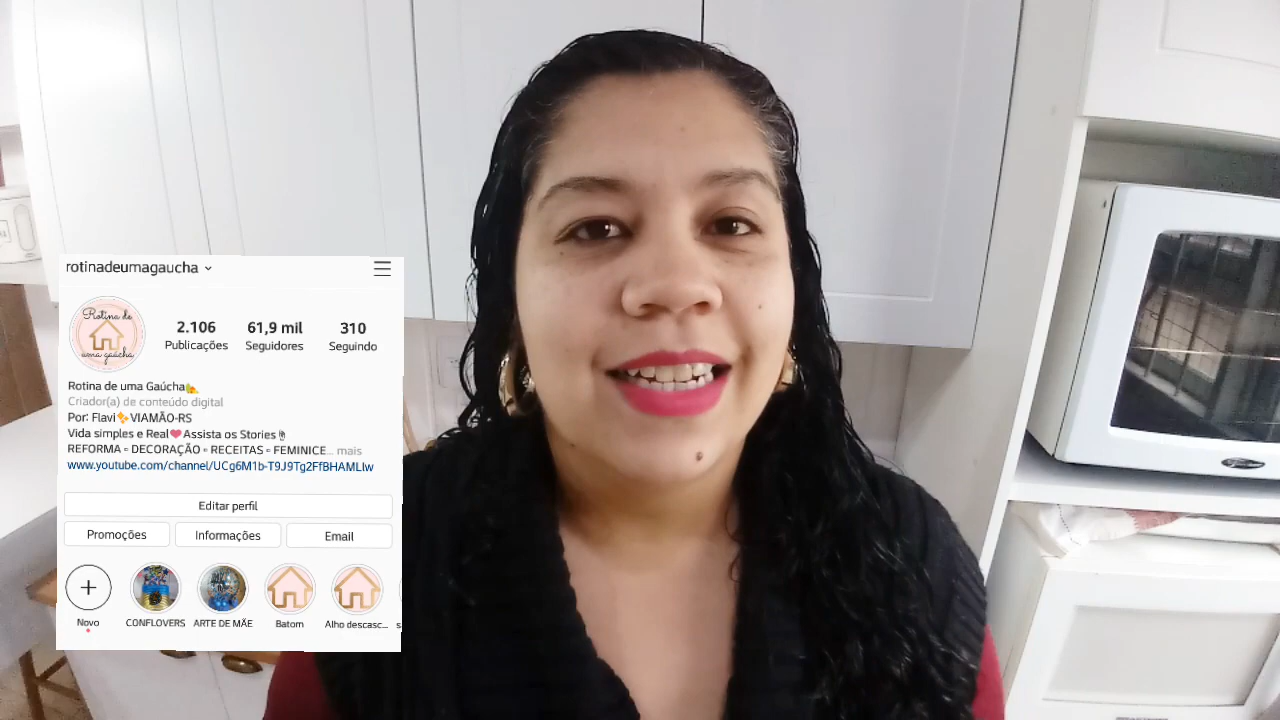 rotinadeumagaucha
Rotina de
uma gaúcha
2.106
Publicações
61,9 mil
Seguidores
310
Seguindo
Rotina de uma Gaúcha🏡
Criador(a) de conteúdo digital
Por: Flavi✨VIAMÃO-RS
Vida simples e Real❤Assista os Stories👇
REFORMA ▫ DECORAÇÃO ▫ RECEITAS ▫ FEMINICE... mais
www.youtube.com/channel/UCg6M1b-T9J9Tg2FfBHAMLIw
Editar perfil
Promoções
Informações
Email
Novo
CONFLOVERS
ARTE DE MÃE
Batom
Alho descasc...